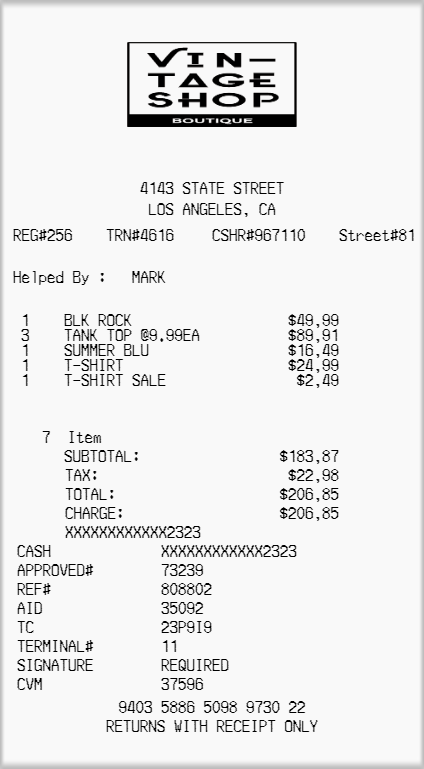 VIN-
TAGE
SHOP
BOUTIQUE
4143 STATE STREET
LOS ANGELES, CA
REG#256 TRN#4616 CSHR#967110 Street#81
Helped By : MARK
1 BLK ROCK $49,99
3 TANK TOP @9.99EA $89,91
1 SUMMER BLU $16,49
1 T-SHIRT $24,99
1 T-SHIRT SALE $2,49
7 Item
SUBTOTAL: $183,87
TAX: $22,98
TOTAL: $206,85
CHARGE: $206,85
XXXXXXXXXXXX2323
CASH XXXXXXXXXXXX2323
APPROVED# 73239
REF# 808802
AID 35092
TC 23P9I9
TERMINAL# 11
SIGNATURE REQUIRED
CVM 37596
9403 5886 5098 9730 22
RETURNS WITH RECEIPT ONLY